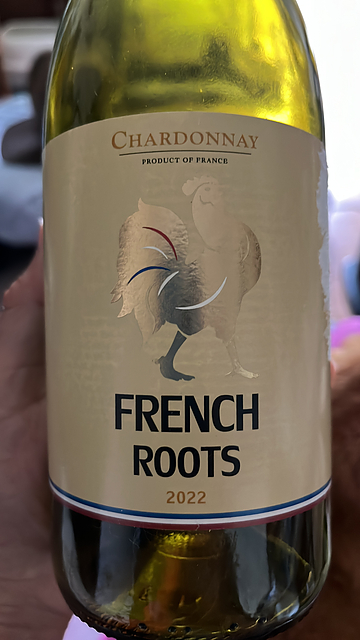 CHARDONNAY
PRODUCT OF FRANCE
FRENCH
ROOTS
2022